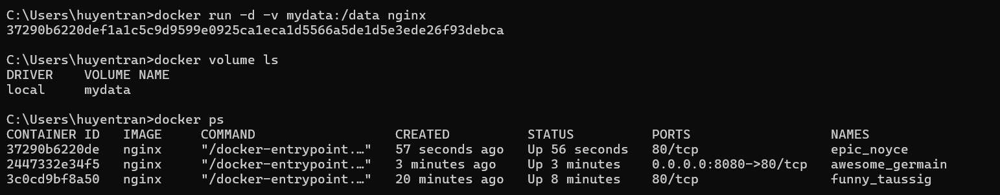 C:\Users\huyentran>docker run -d -v mydata:/data nginx
37290b6220def1a1c5c9d9599e0925ca1eca1d5566a5de1d5e3ede26f93debca
C:\Users\huyentran>docker volume ls
DRIVER    VOLUME NAME
local     mydata
C:\Users\huyentran>docker ps
CONTAINER ID   IMAGE     COMMAND                  CREATED          STATUS          PORTS                  NAMES
37290b6220de   nginx     "/docker-entrypoint.…"   57 seconds ago   Up 56 seconds   80/tcp                 epic_noyce
2447332e34f5   nginx     "/docker-entrypoint.…"   3 minutes ago    Up 3 minutes    0.0.0.0:8080->80/tcp   awesome_germain
3c0cd9bf8a50   nginx     "/docker-entrypoint.…"   20 minutes ago   Up 8 minutes    80/tcp                 funny_taussig